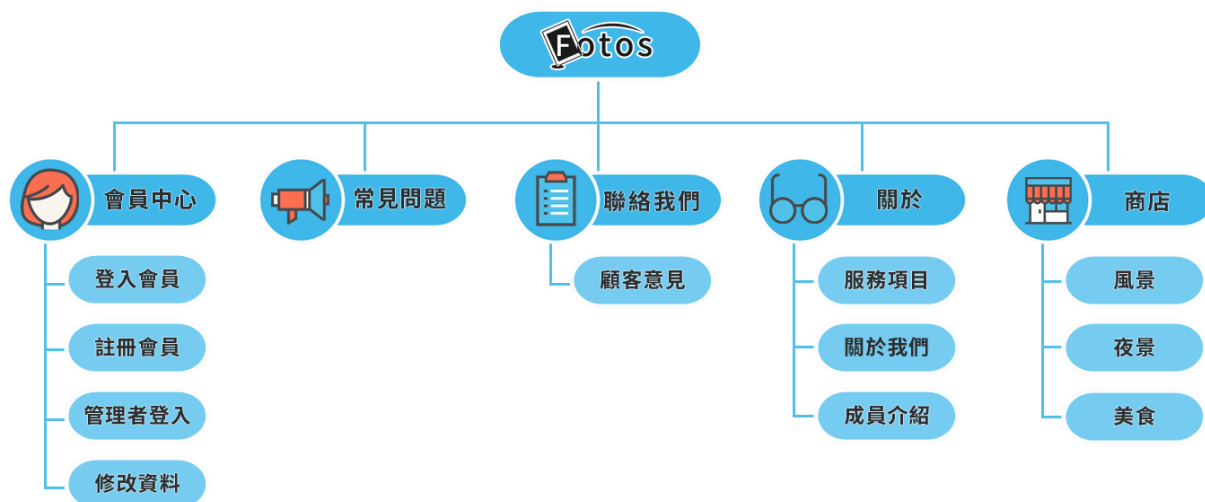 Fotos
會員中心
登入會員
註冊會員
管理者登入
修改資料
常見問題
聯絡我們
顧客意見
關於
服務項目
關於我們
成員介紹
商店
風景
夜景
美食